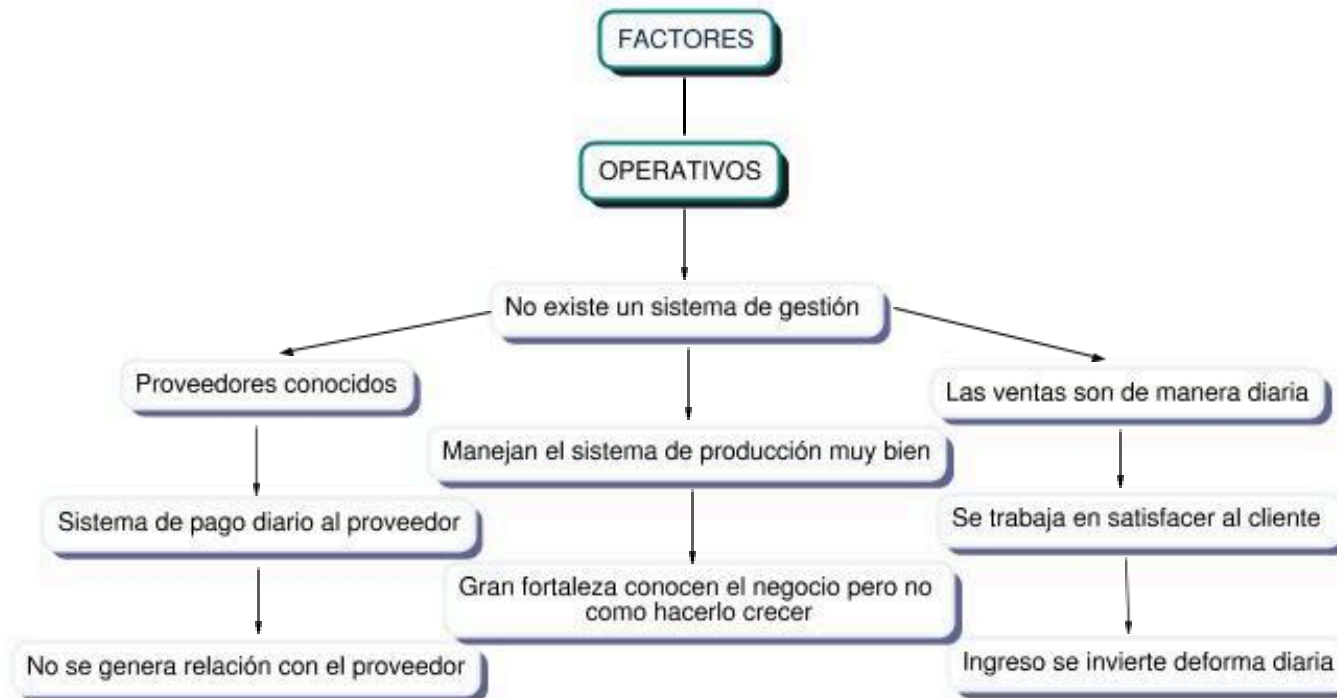 FACTORES
OPERATIVOS
No existe un sistema de gestión
Proveedores conocidos
Las ventas son de manera diaria
Manejan el sistema de producción muy bien
Sistema de pago diario al proveedor
Se trabaja en satisfacer al cliente
Gran fortaleza conocen el negocio pero no
como hacerlo crecer
No se genera relación con el proveedor
Ingreso se invierte deforma diaria